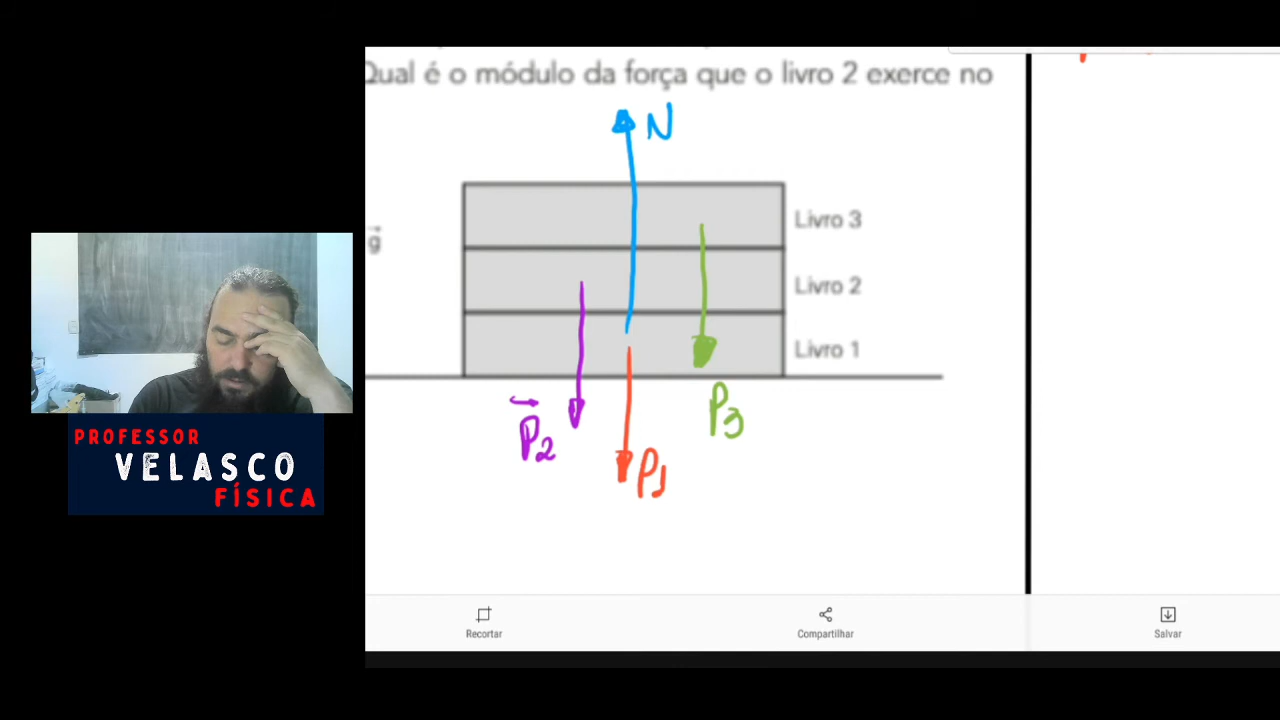 Qual é o módulo da força que o livro 2 exerce no
N
Livro 3
g
Livro 2
Livro 1
P2
P3
P1
PROFESSOR
VELASCO
FÍSICA
Recortar
Compartilhar
Salvar